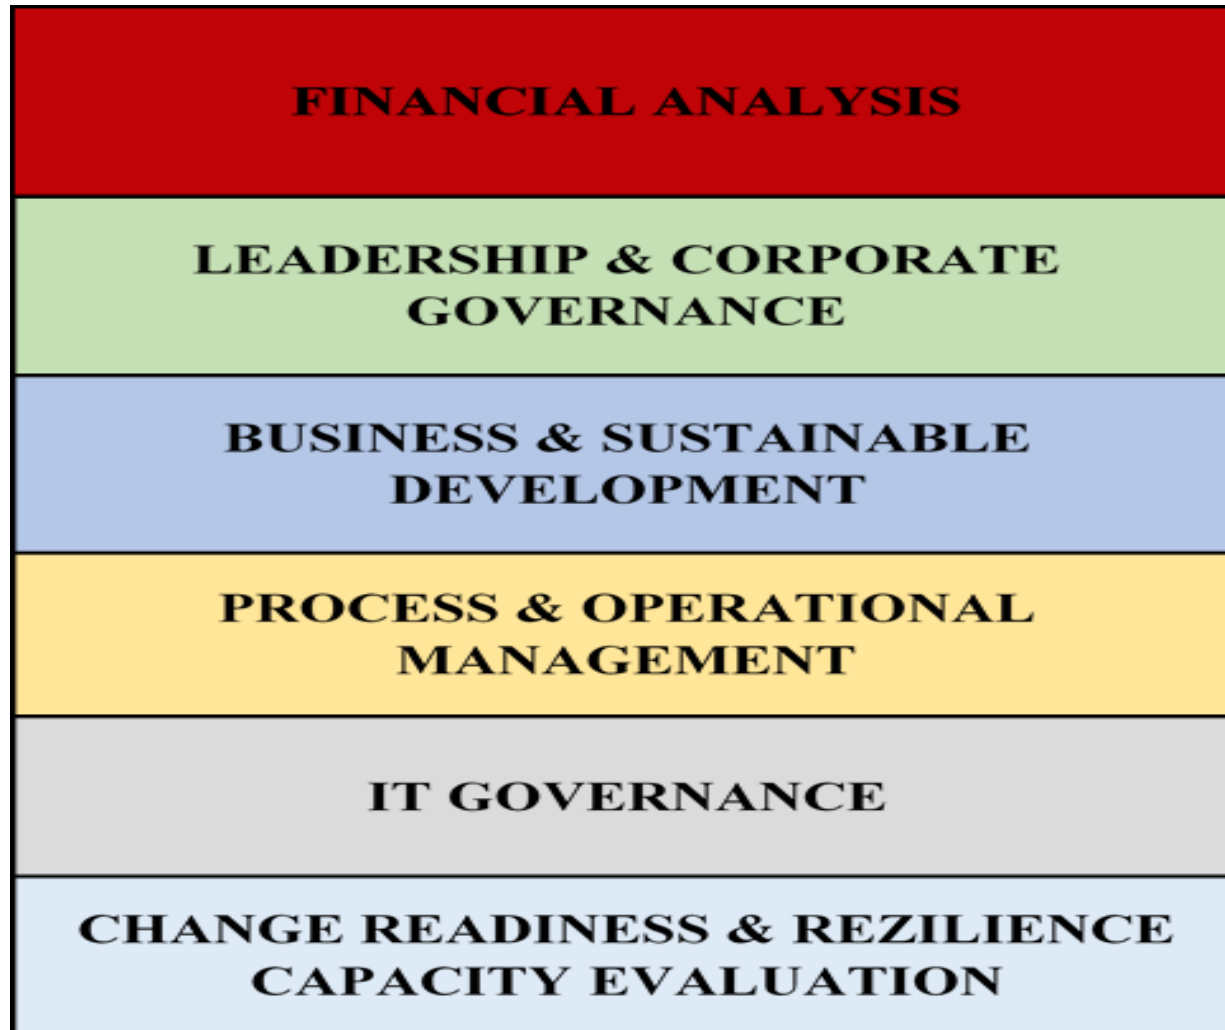 FINANCIAL ANALYSIS
LEADERSHIP & CORPORATE
GOVERNANCE
BUSINESS & SUSTAINABLE
DEVELOPMENT
PROCESS & OPERATIONAL
MANAGEMENT
IT GOVERNANCE
CHANGE READINESS & REZILIENCE
CAPACITY EVALUATION